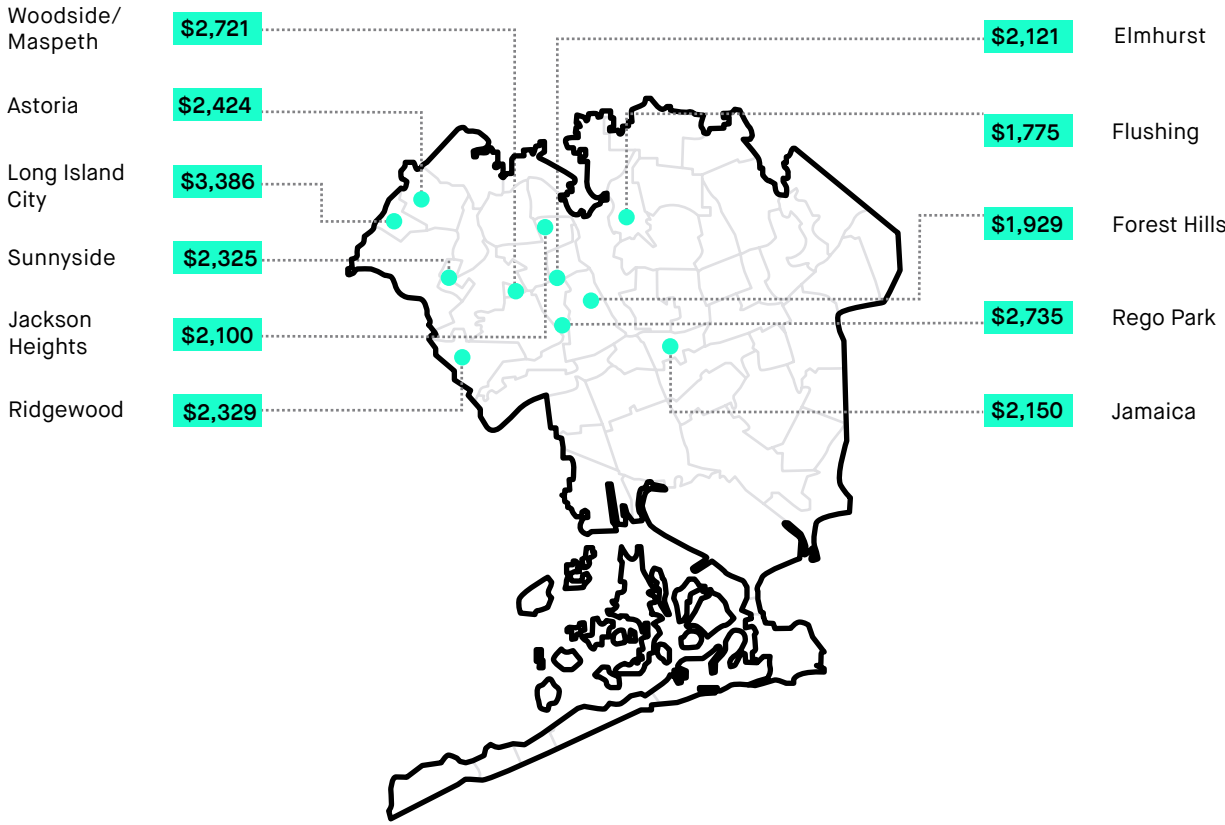 Woodside/
Maspeth
$2,721
Astoria
$2,424
Long Island
City
$3,386
Sunnyside
$2,325
Jackson
Heights
$2,100
Ridgewood
$2,329
$2,121
Elmhurst
$1,775
Flushing
$1,929
Forest Hills
$2,735
Rego Park
$2,150
Jamaica